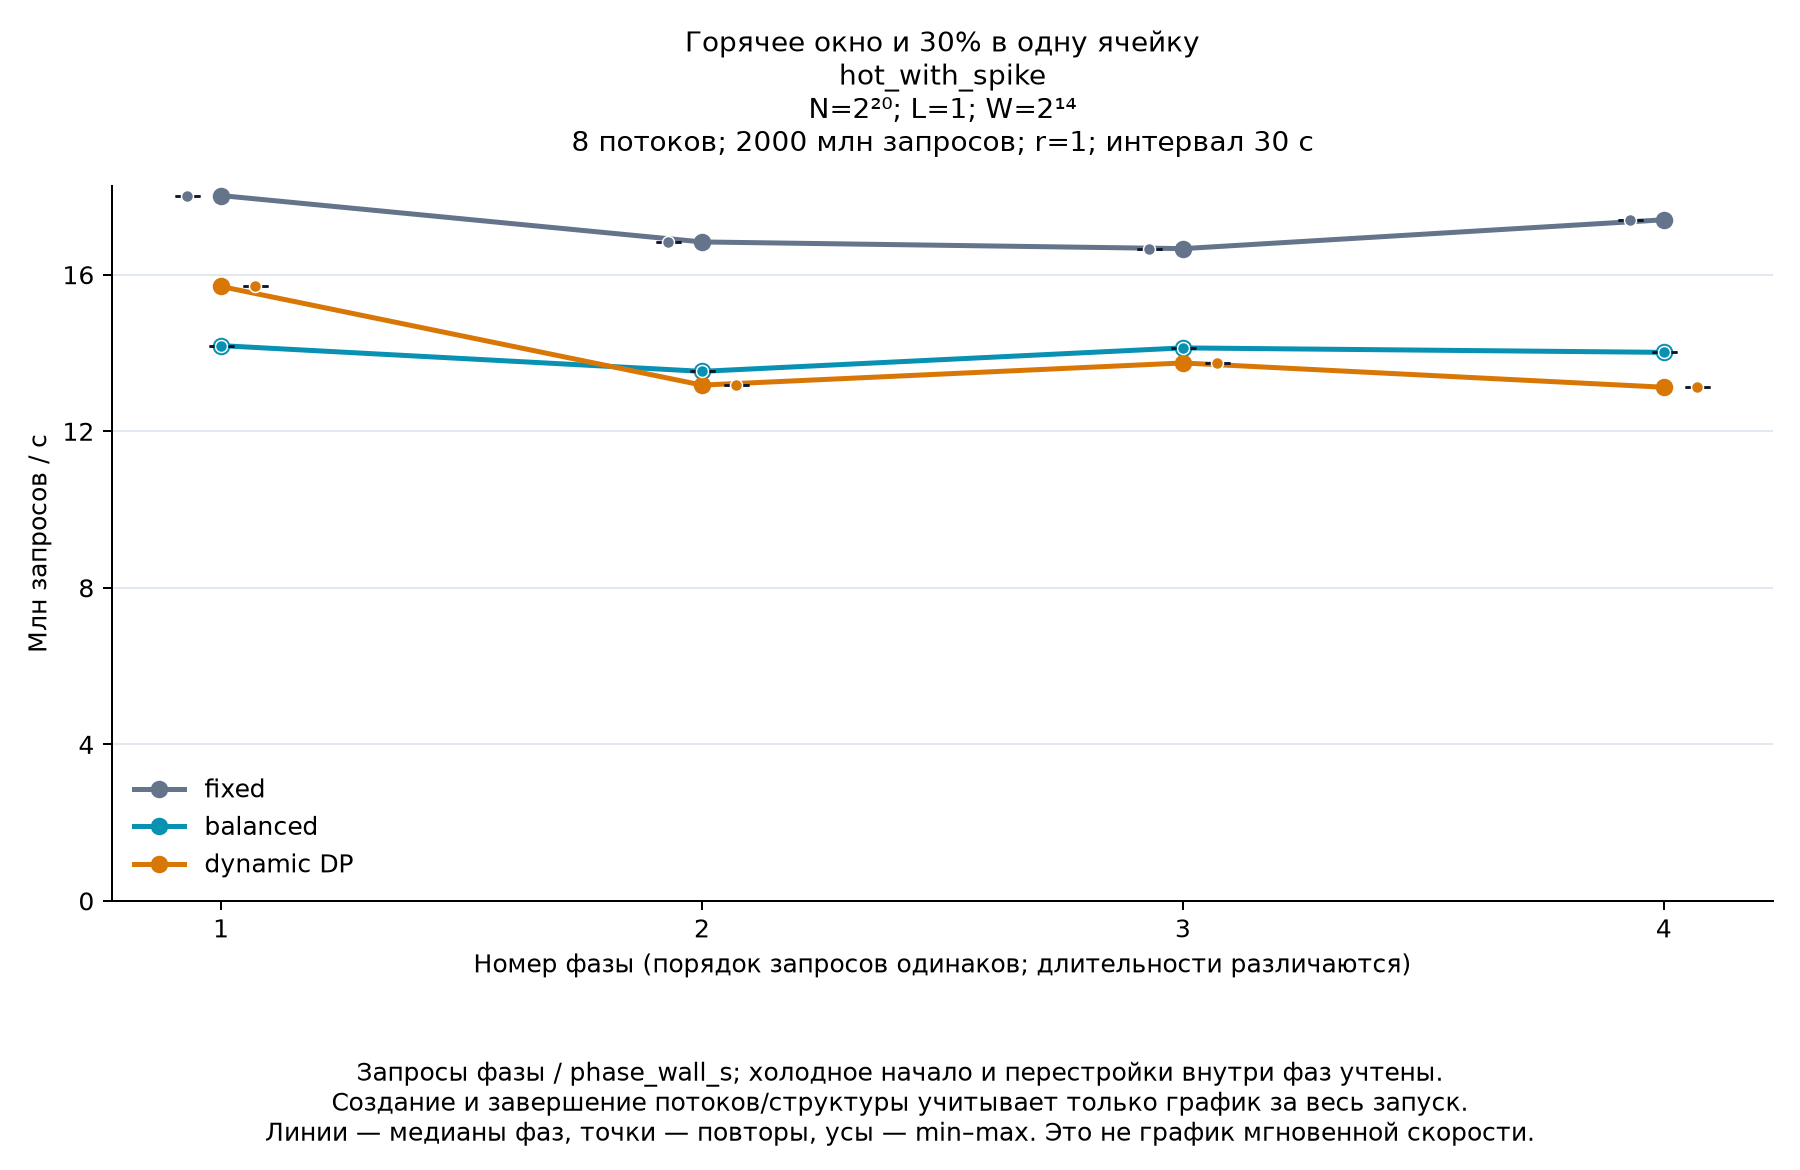 Горячее окно и 30% в одну ячейку
hot_with_spike
N=2²⁰; L=1; W=2¹⁴
8 потоков; 2000 млн запросов; r=1; интервал 30 с
16
12
8
4
0
Млн запросов / с
fixed
balanced
dynamic DP
1 2 3 4
Номер фазы (порядок запросов одинаков; длительности различаются)
Запросы фазы / phase_wall_s; холодное начало и перестройки внутри фаз учтены.
Создание и завершение потоков/структуры учитывает только график за весь запуск.
Линии — медианы фаз, точки — повторы, усы — min–max. Это не график мгновенной скорости.